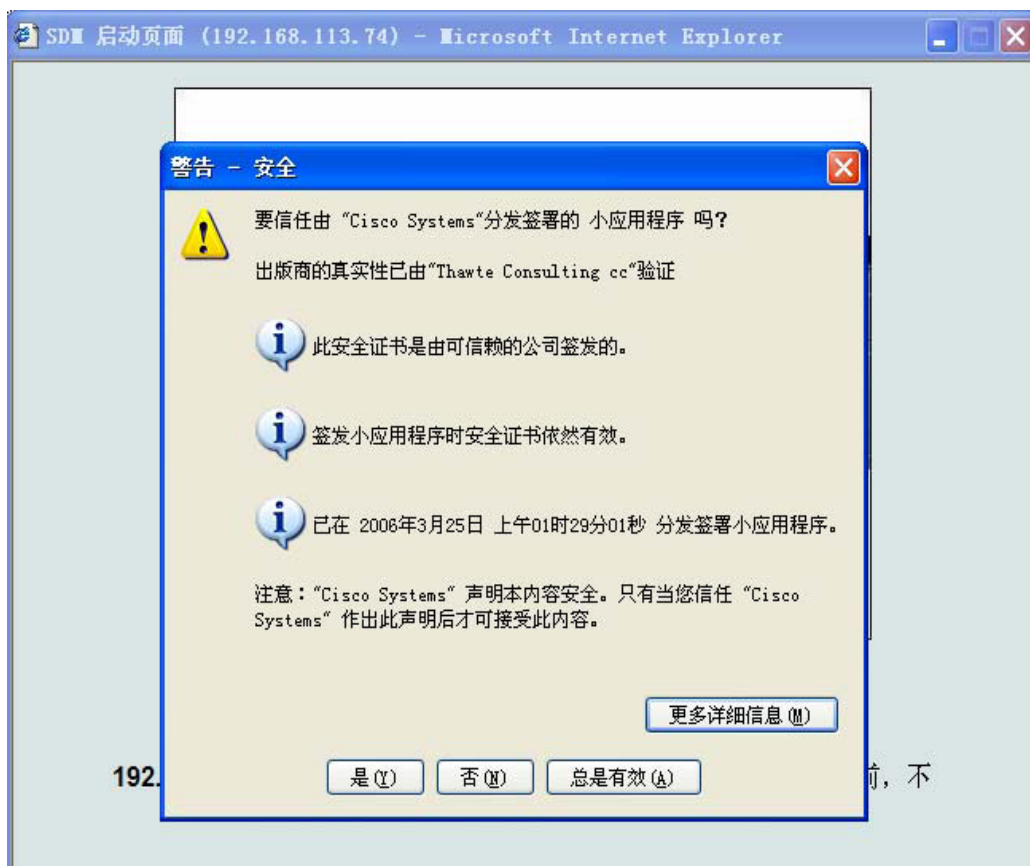 SDM 启动页面 (192.168.113.74) - Microsoft Internet Explorer
警告 - 安全
要信任由 "Cisco Systems"分发签署的 小应用程序 吗?
出版商的真实性已由"Thawte Consulting cc"验证
此安全证书是由可信赖的公司签发的。
签发小应用程序时安全证书依然有效。
已在 2006年3月25日 上午01时29分01秒 分发签署小应用程序。
注意："Cisco Systems" 声明本内容安全。只有当您信任 "Cisco
Systems" 作出此声明后才可接受此内容。
更多详细信息(M)
是(Y) 否(N) 总是有效(A)
192. 前，不